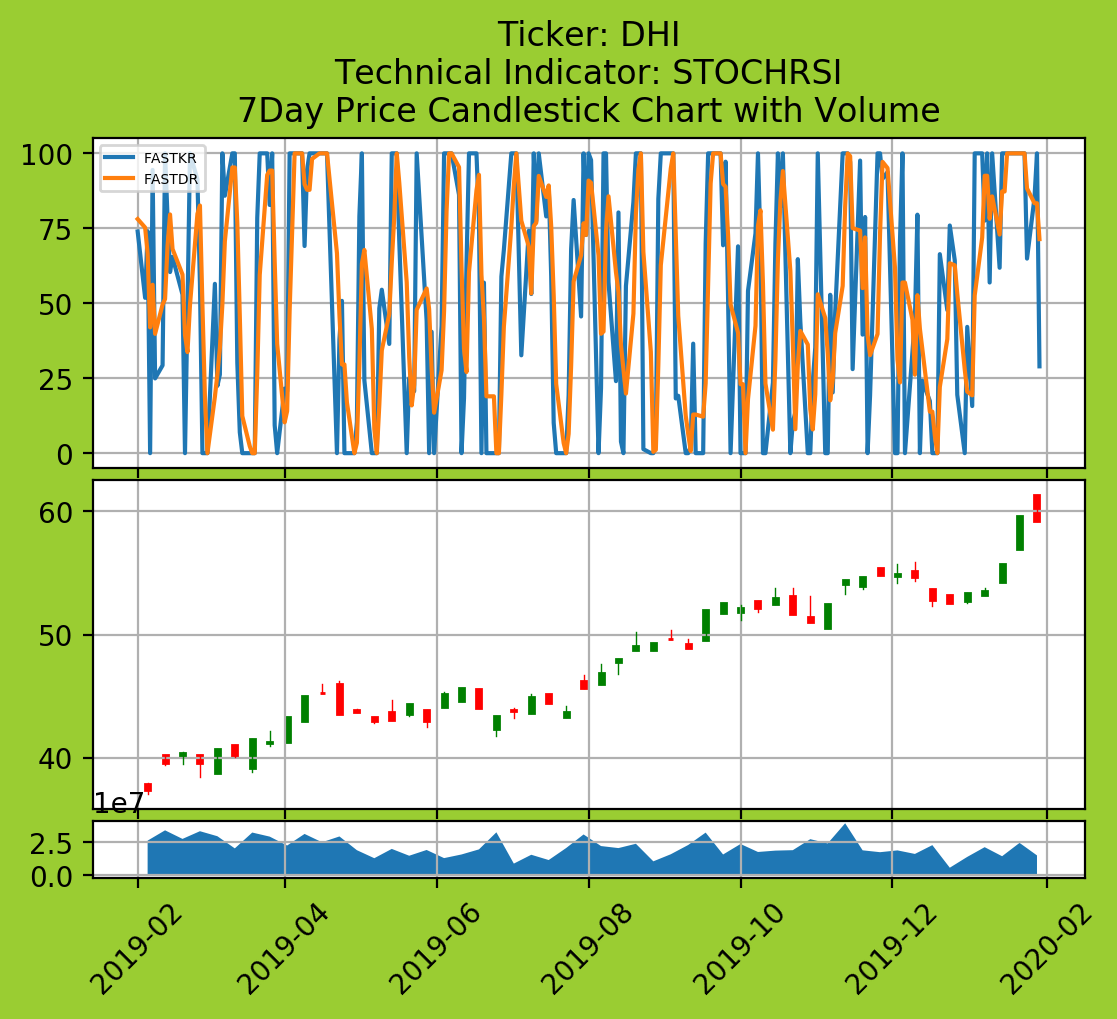 Ticker: DHI
Technical Indicator: STOCHRSI
7Day Price Candlestick Chart with Volume
FASTKR
FASTDR
100
75
50
25
0
60
50
40
1e7
2.5
0.0
2019-02
2019-04
2019-06
2019-08
2019-10
2019-12
2020-02